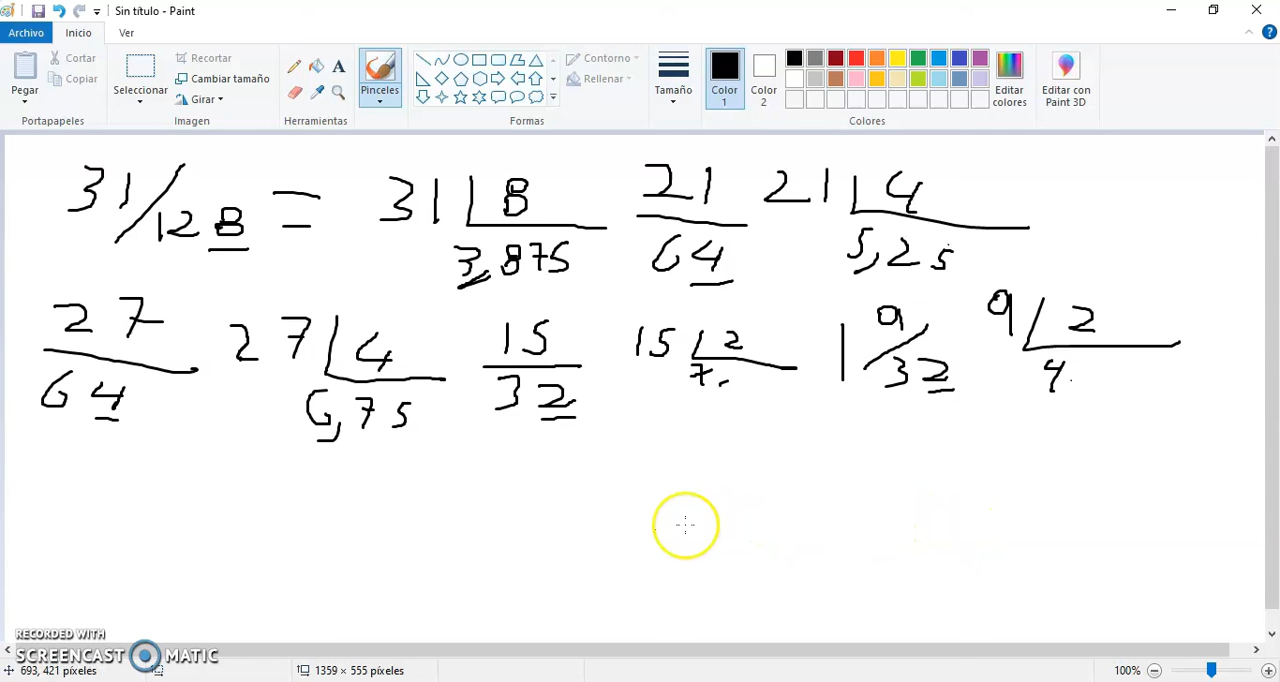 Sin título - Paint
Archivo Inicio Ver
Pegar
Cortar
Copiar
Portapapeles
Seleccionar
Recortar
Cambiar tamaño
Girar
Imagen
A
Herramientas
Pinceles
Contorno
Rellenar
Formas
Tamaño
Color 1
Color 2
Editar colores
Editar con Paint 3D
Colores
31/128 = 31 | 8 21 21 | 4
3,875 64 5,25
27 27 | 4 15 15 | 2 1 9/32 9 | 2
64 6,75 32 7. 4.
RECORDED WITH
SCREENCAST MATIC
693, 421 píxeles 1359 × 555 píxeles 100%